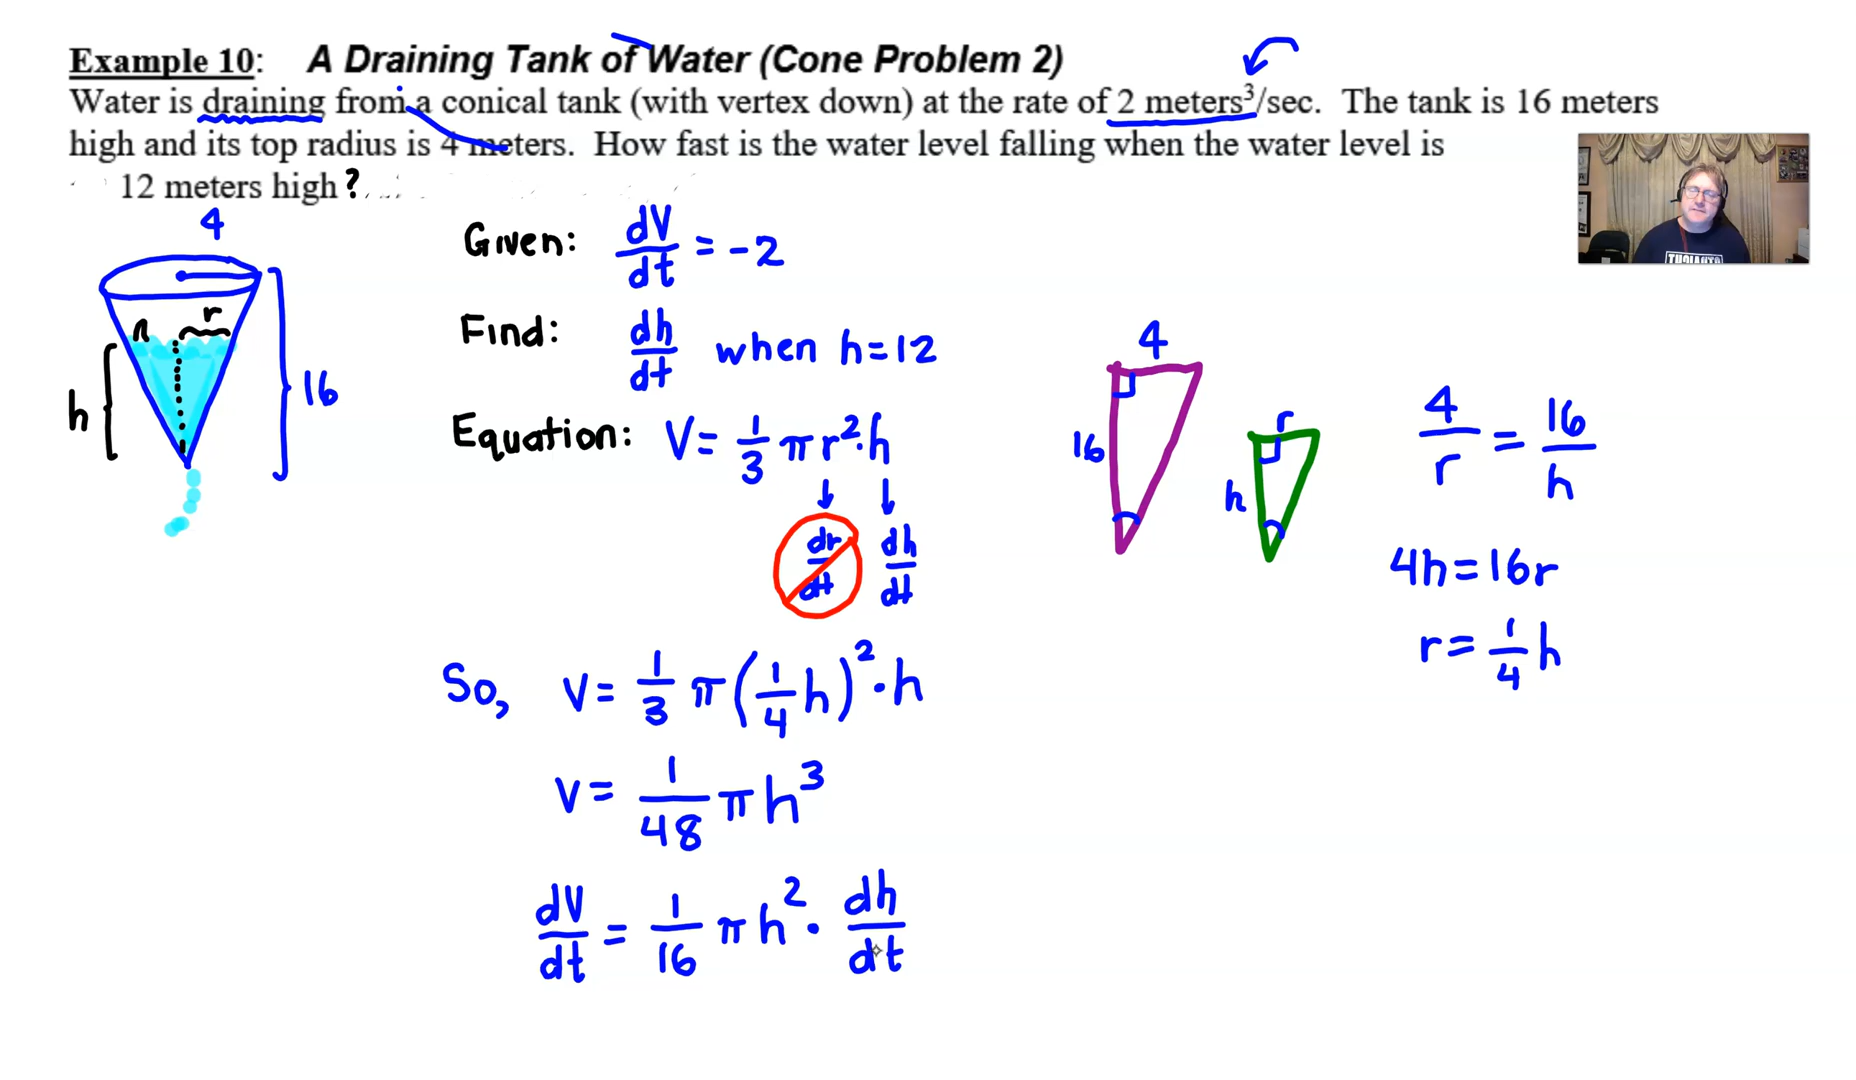 Example 10: A Draining Tank of Water (Cone Problem 2)
Water is draining from a conical tank (with vertex down) at the rate of 2 meters³/sec. The tank is 16 meters
high and its top radius is 4 meters. How fast is the water level falling when the water level is
12 meters high?
4
r
h
16
Given: dV/dt = -2
Find: dh/dt when h=12
Equation: V= 1/3 πr²·h
dr/dt dh/dt
4
16
r
h
4/r = 16/h
4h=16r
r= 1/4 h
So, V= 1/3 π(1/4 h)²·h
V= 1/48 πh³
dV/dt = 1/16 πh² · dh/dt